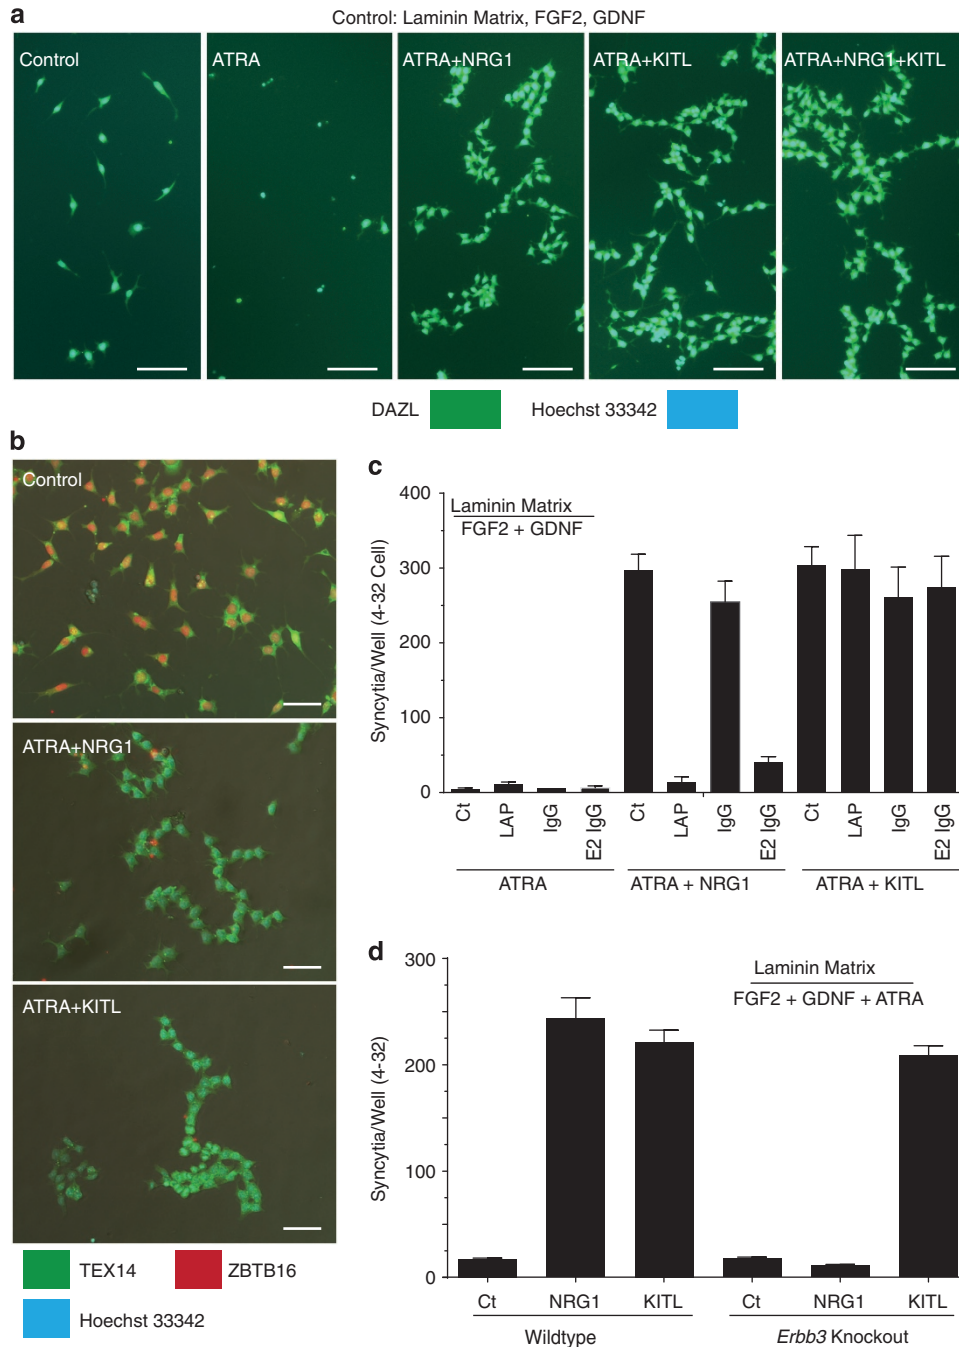 a
Control: Laminin Matrix, FGF2, GDNF
Control
ATRA
ATRA+NRG1
ATRA+KITL
ATRA+NRG1+KITL
DAZL
Hoechst 33342
b
Control
ATRA+NRG1
ATRA+KITL
TEX14
ZBTB16
Hoechst 33342
c
Laminin Matrix
FGF2 + GDNF
Syncytia/Well (4-32 Cell)
400
300
200
100
0
Ct
LAP
IgG
E2 IgG
Ct
LAP
IgG
E2 IgG
Ct
LAP
IgG
E2 IgG
ATRA
ATRA + NRG1
ATRA + KITL
d
Laminin Matrix
FGF2 + GDNF + ATRA
Syncytia/Well (4-32)
300
200
100
0
Ct
NRG1
KITL
Ct
NRG1
KITL
Wildtype
Erbb3 Knockout